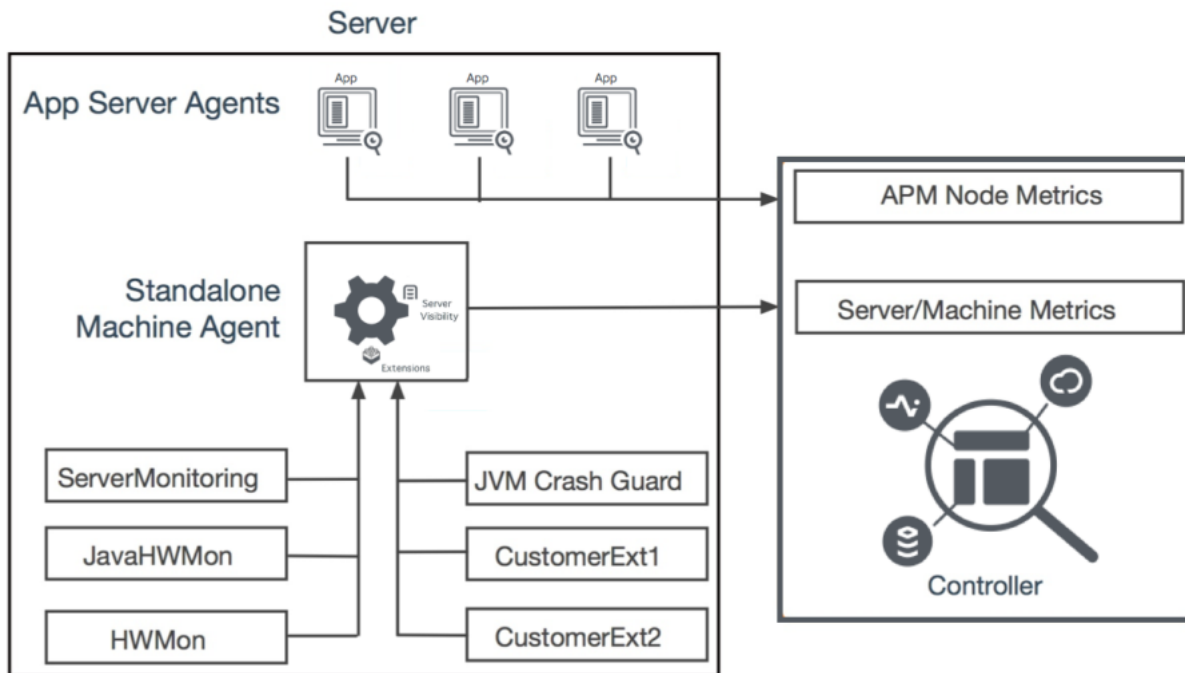 Server
App Server Agents
App
App
App
APM Node Metrics
Standalone
Machine Agent
Server
Visibility
Extensions
Server/Machine Metrics
ServerMonitoring
JVM Crash Guard
JavaHWMon
CustomerExt1
HWMon
CustomerExt2
Controller